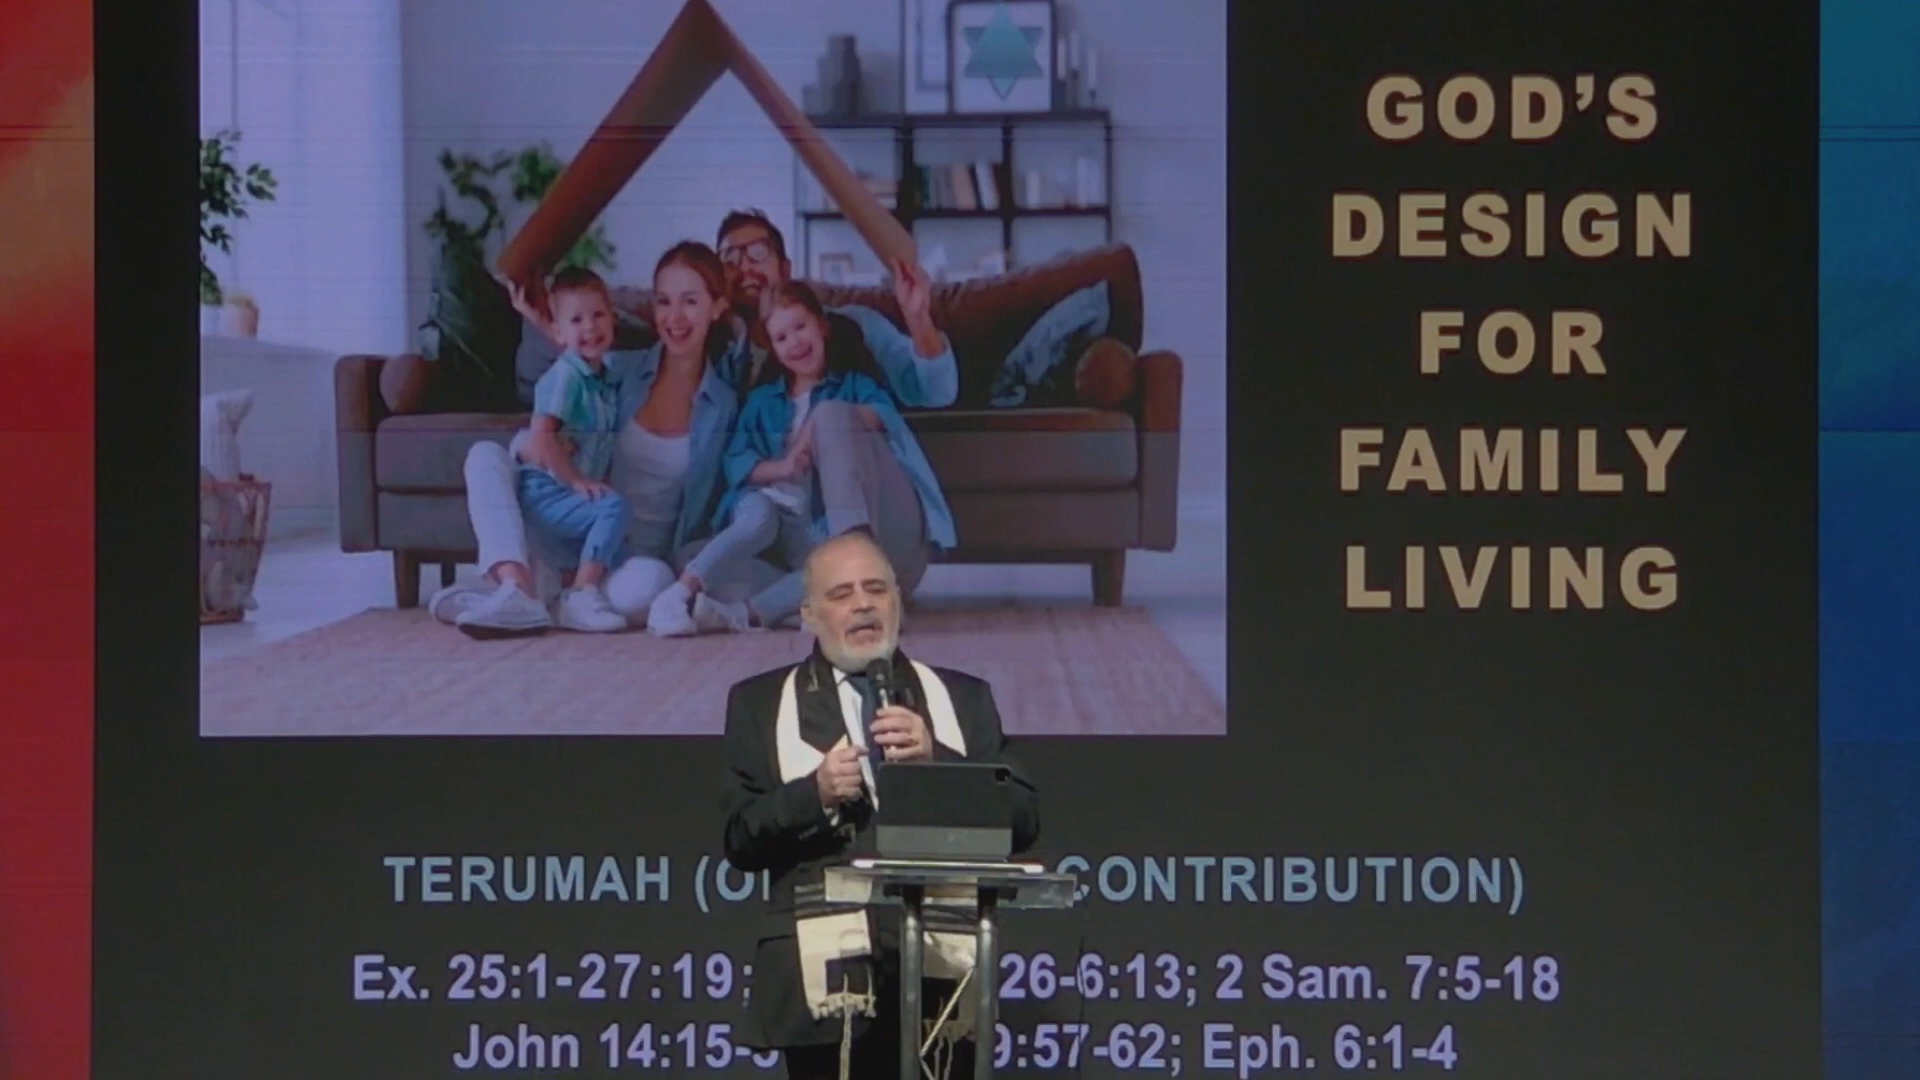 GOD'S
DESIGN
FOR
FAMILY
LIVING
TERUMAH (O CONTRIBUTION)
Ex. 25:1-27:19; 26-6:13; 2 Sam. 7:5-18
John 14:15- 9:57-62; Eph. 6:1-4